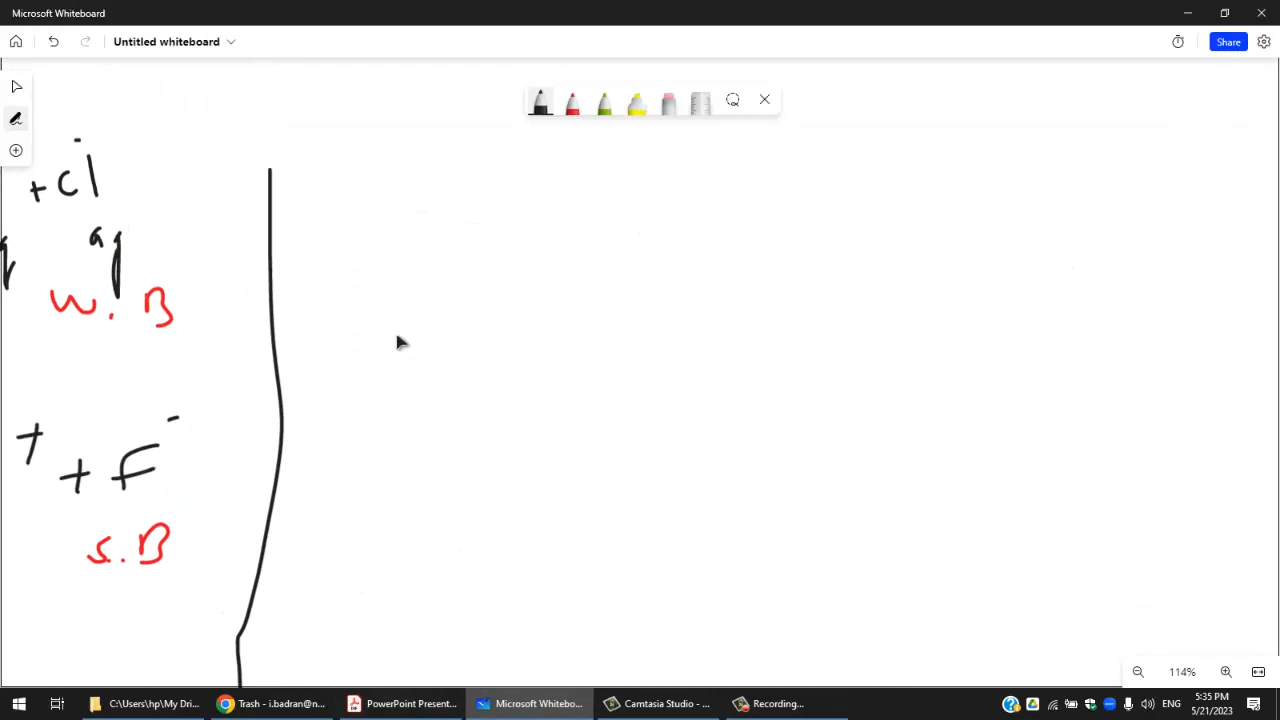 Microsoft Whiteboard
Untitled whiteboard
Share
+ Cl⁻
aq
W. B
+ + F⁻
S. B
114%
C:\Users\hp\My Dri...
Trash - i.badran@n...
PowerPoint Present...
Microsoft Whitebo...
Camtasia Studio - ...
Recording...
ENG
5:35 PM
5/21/2023